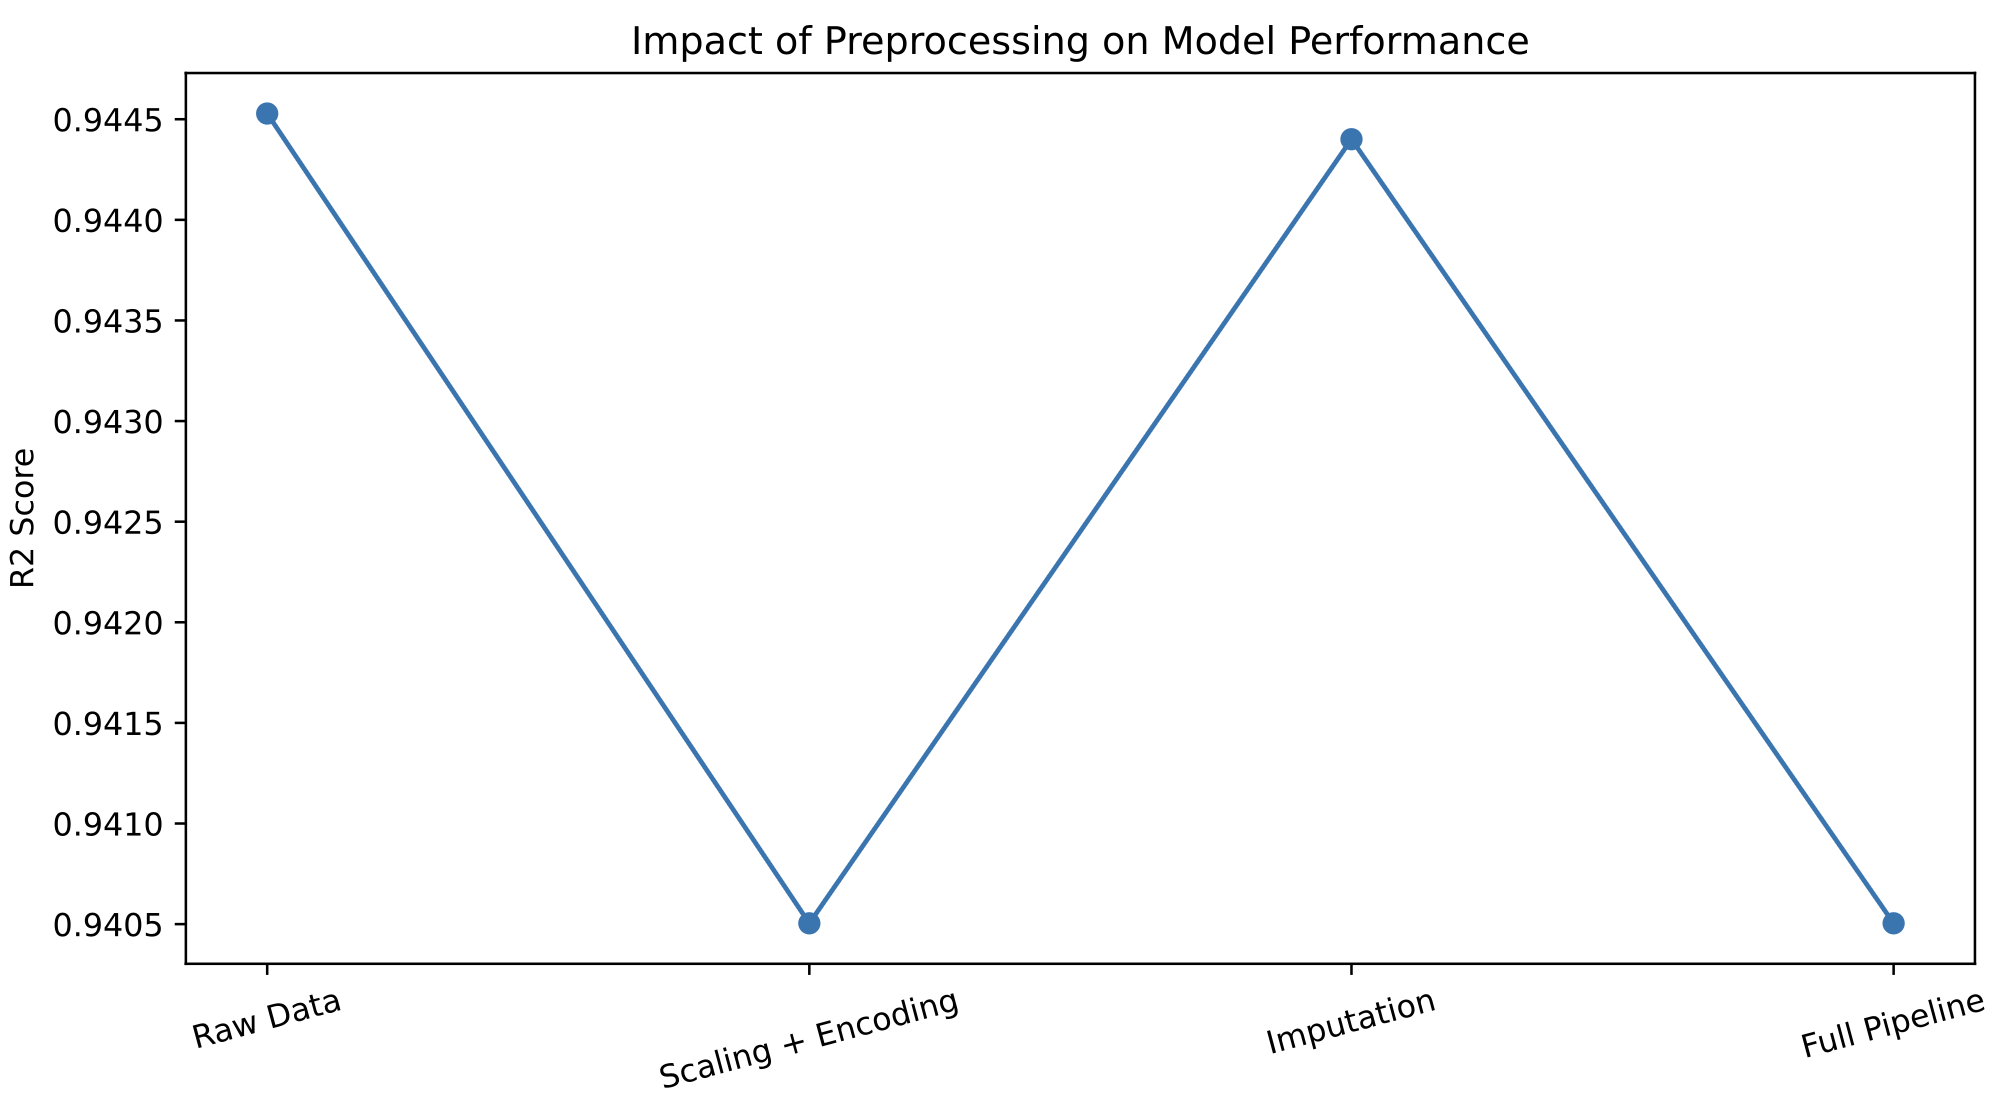 Impact of Preprocessing on Model Performance
R2 Score
0.9445
0.9440
0.9435
0.9430
0.9425
0.9420
0.9415
0.9410
0.9405
Raw Data
Scaling + Encoding
Imputation
Full Pipeline